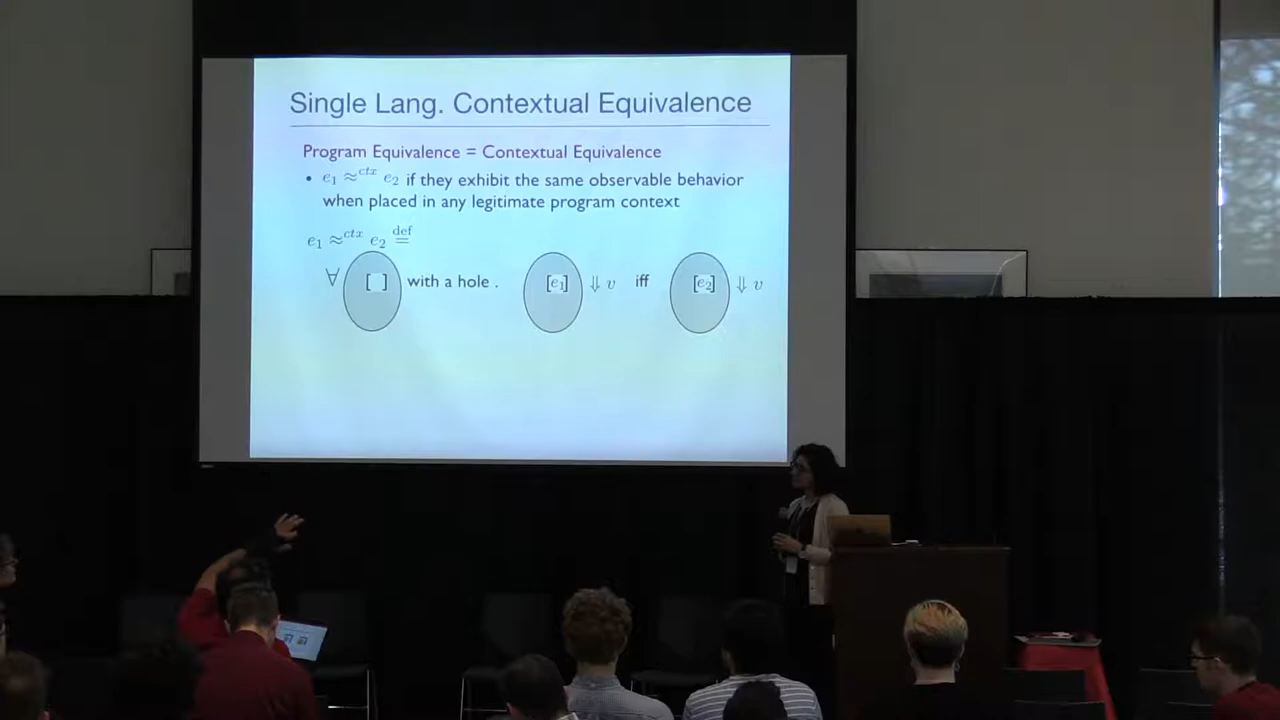 Single Lang. Contextual Equivalence
Program Equivalence = Contextual Equivalence
• e₁ ≈ᶜᵗˣ e₂ if they exhibit the same observable behavior
when placed in any legitimate program context
e₁ ≈ᶜᵗˣ e₂ def =
∀ [ ] with a hole . [e₁] ⇓ v iff [e₂] ⇓ v